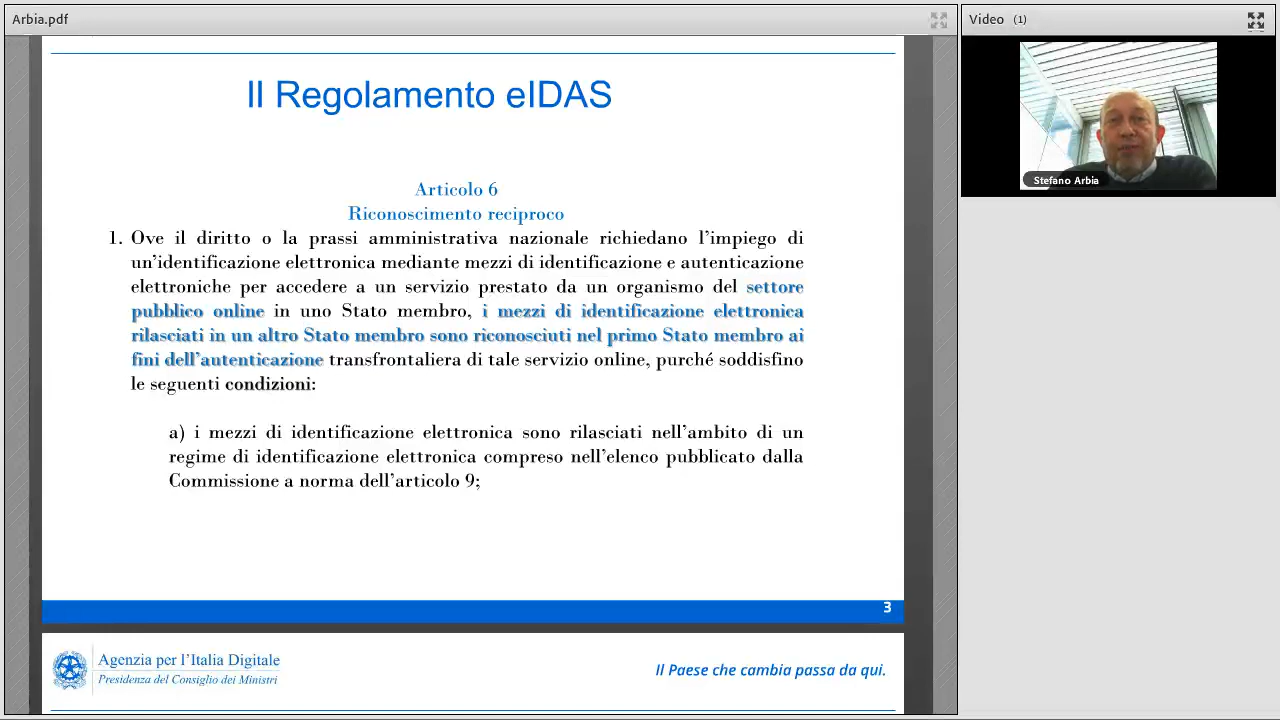 Arbia.pdf
Video (1)
Il Regolamento eIDAS
Articolo 6
Riconoscimento reciproco
1. Ove il diritto o la prassi amministrativa nazionale richiedano l'impiego di
un'identificazione elettronica mediante mezzi di identificazione e autenticazione
elettroniche per accedere a un servizio prestato da un organismo del settore
pubblico online in uno Stato membro, i mezzi di identificazione elettronica
rilasciati in un altro Stato membro sono riconosciuti nel primo Stato membro ai
fini dell'autenticazione transfrontaliera di tale servizio online, purché soddisfino
le seguenti condizioni:
a) i mezzi di identificazione elettronica sono rilasciati nell'ambito di un
regime di identificazione elettronica compreso nell'elenco pubblicato dalla
Commissione a norma dell'articolo 9;
3
Agenzia per l'Italia Digitale
Presidenza del Consiglio dei Ministri
Il Paese che cambia passa da qui.
Stefano Arbia